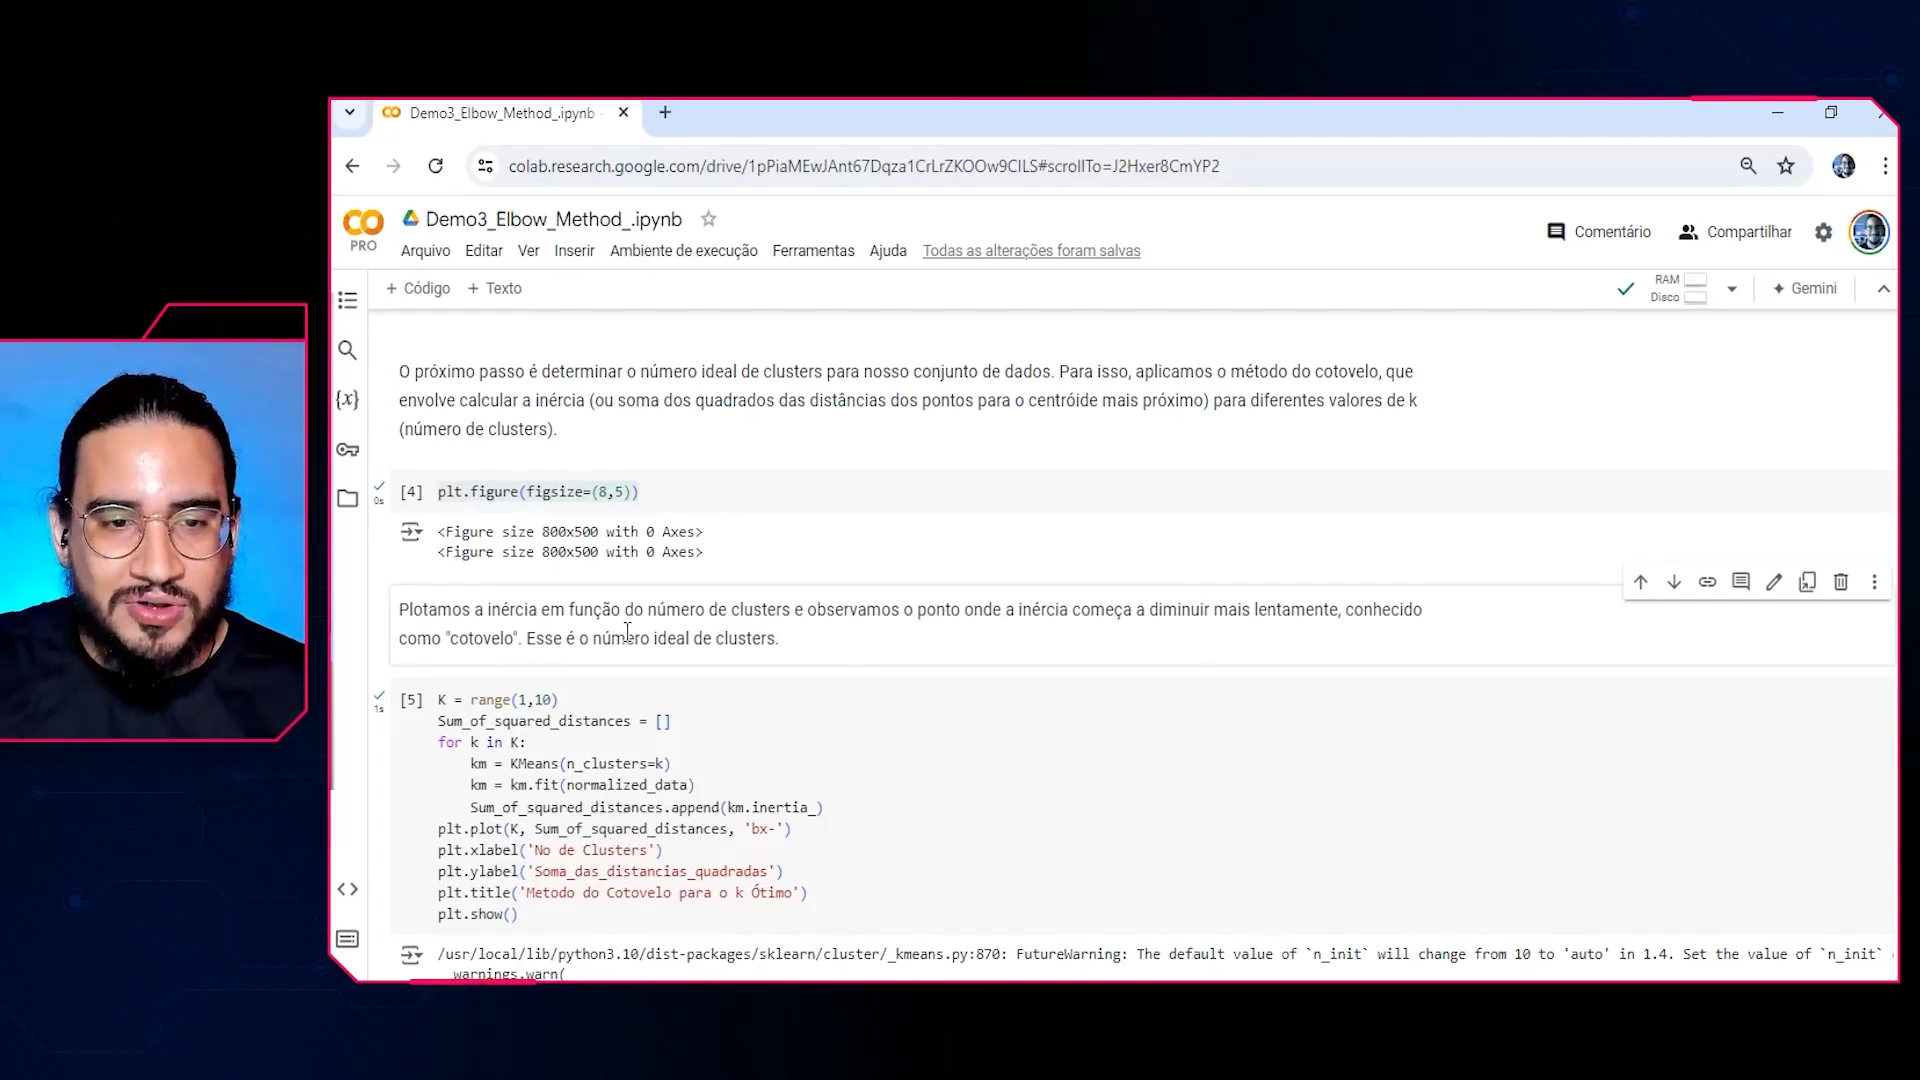 Demo3_Elbow_Method_.ipynb
colab.research.google.com/drive/1pPiaMEwJAnt67Dqza1CrLrZKOOw9CILS#scrollTo=J2Hxer8CmYP2
CO
PRO
Demo3_Elbow_Method_.ipynb
Comentário
Compartilhar
Arquivo Editar Ver Inserir Ambiente de execução Ferramentas Ajuda Todas as alterações foram salvas
+ Código + Texto
RAM
Disco
Gemini
{x}
O próximo passo é determinar o número ideal de clusters para nosso conjunto de dados. Para isso, aplicamos o método do cotovelo, que
envolve calcular a inércia (ou soma dos quadrados das distâncias dos pontos para o centróide mais próximo) para diferentes valores de k
(número de clusters).
0s
[4] plt.figure(figsize=(8,5))
<Figure size 800x500 with 0 Axes>
<Figure size 800x500 with 0 Axes>
Plotamos a inércia em função do número de clusters e observamos o ponto onde a inércia começa a diminuir mais lentamente, conhecido
como "cotovelo". Esse é o número ideal de clusters.
1s
[5] K = range(1,10)
Sum_of_squared_distances = []
for k in K:
    km = KMeans(n_clusters=k)
    km = km.fit(normalized_data)
    Sum_of_squared_distances.append(km.inertia_)
plt.plot(K, Sum_of_squared_distances, 'bx-')
plt.xlabel('No de Clusters')
plt.ylabel('Soma_das_distancias_quadradas')
plt.title('Metodo do Cotovelo para o k Ótimo')
plt.show()
/usr/local/lib/python3.10/dist-packages/sklearn/cluster/_kmeans.py:870: FutureWarning: The default value of `n_init` will change from 10 to 'auto' in 1.4. Set the value of `n_init`
  warnings.warn(